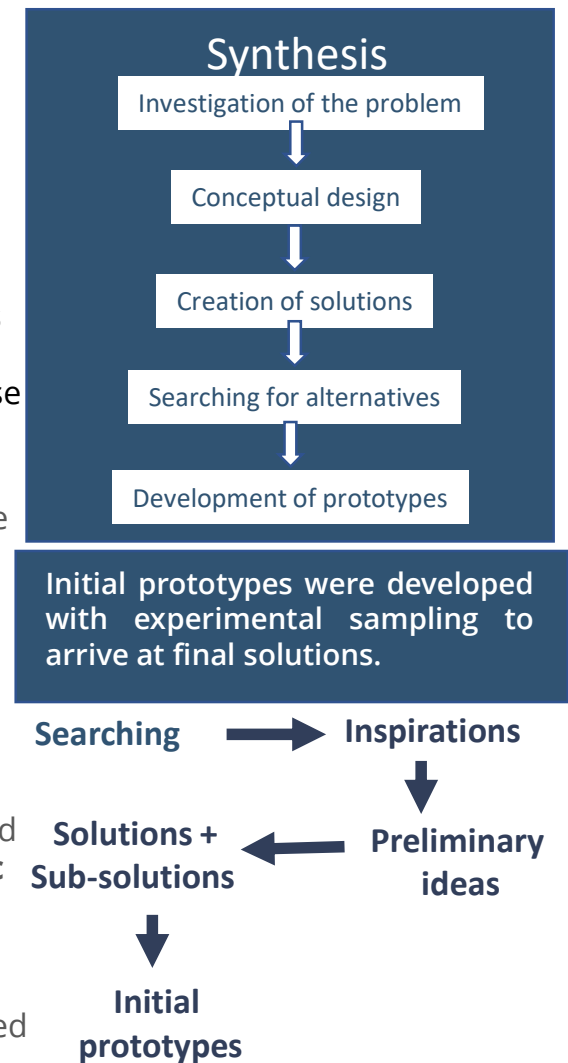 Synthesis
Investigation of the problem
Conceptual design
Creation of solutions
Searching for alternatives
Development of prototypes
Initial prototypes were developed
with experimental sampling to
arrive at final solutions.
Searching
Inspirations
Preliminary
ideas
Solutions +
Sub-solutions
Initial
prototypes